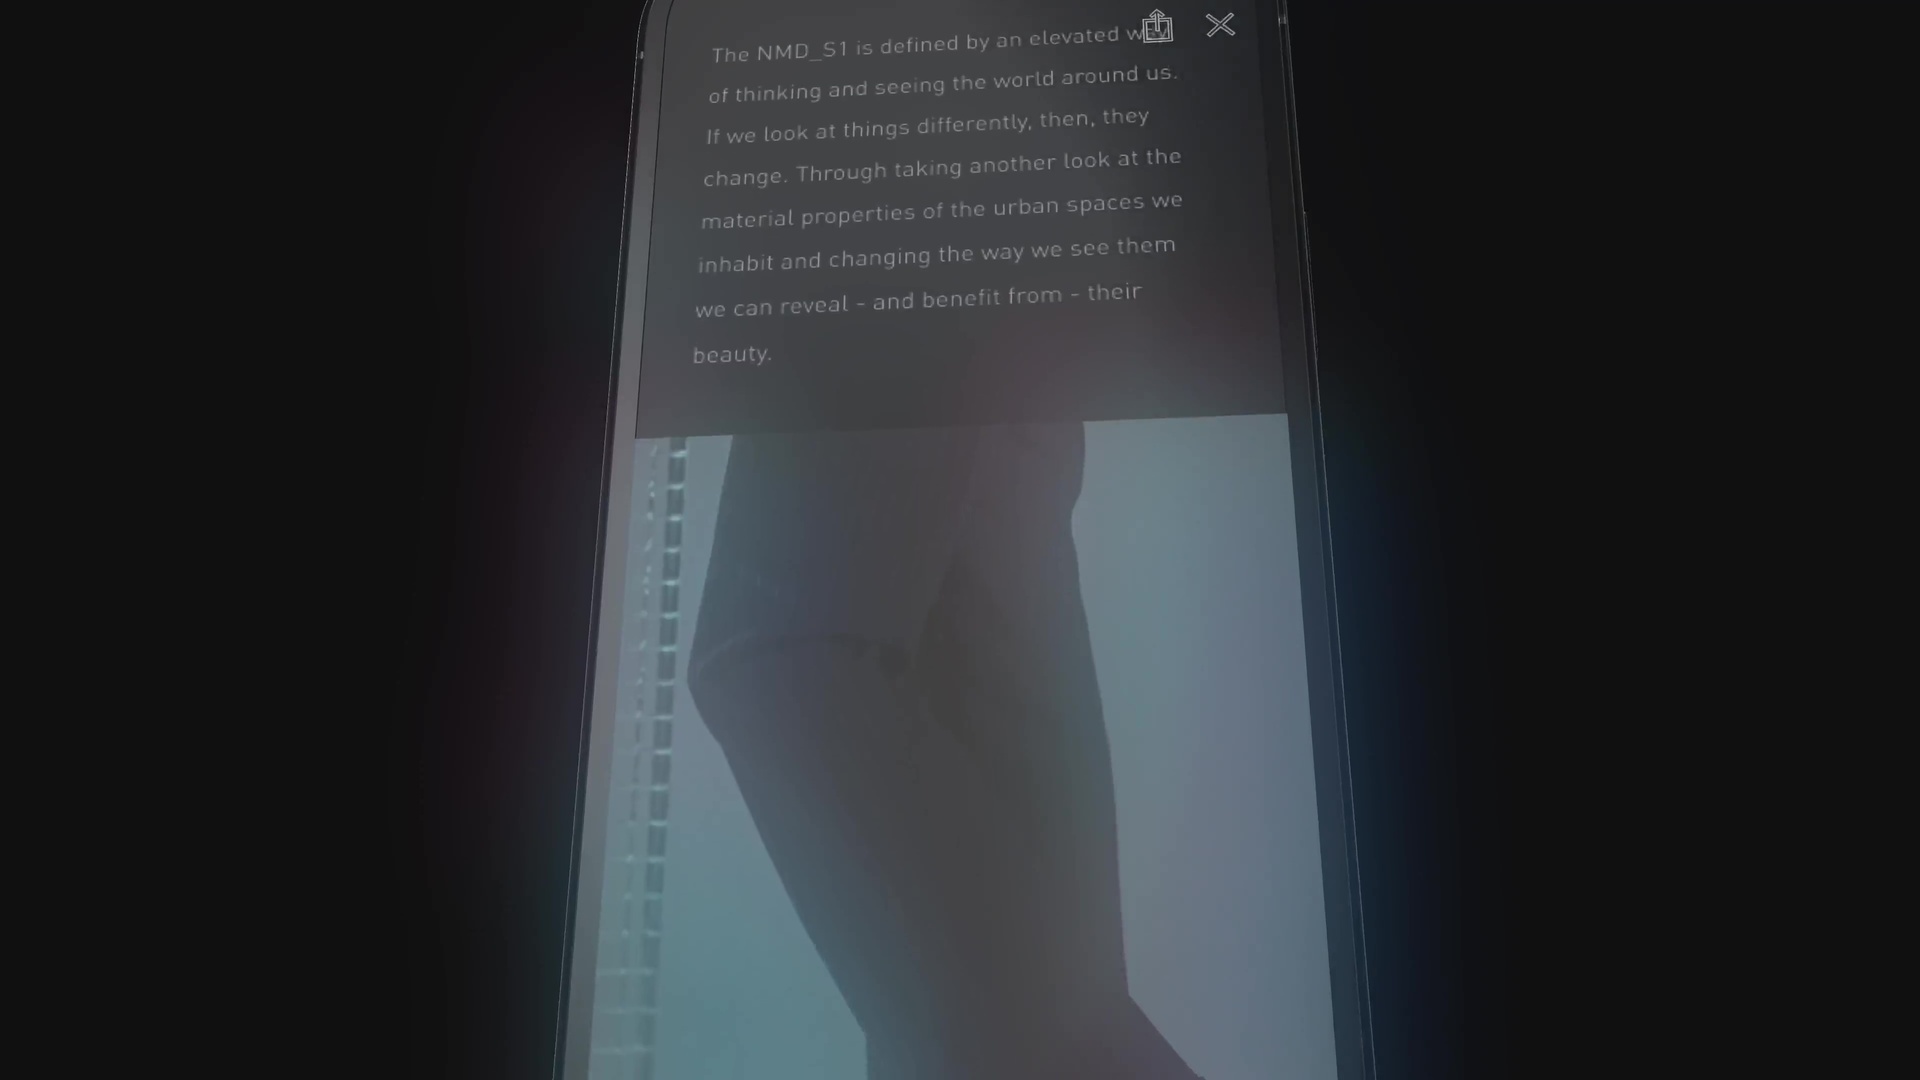 The NMD_S1 is defined by an elevated way
of thinking and seeing the world around us.
If we look at things differently, then, they
change. Through taking another look at the
material properties of the urban spaces we
inhabit and changing the way we see them
we can reveal - and benefit from - their
beauty.